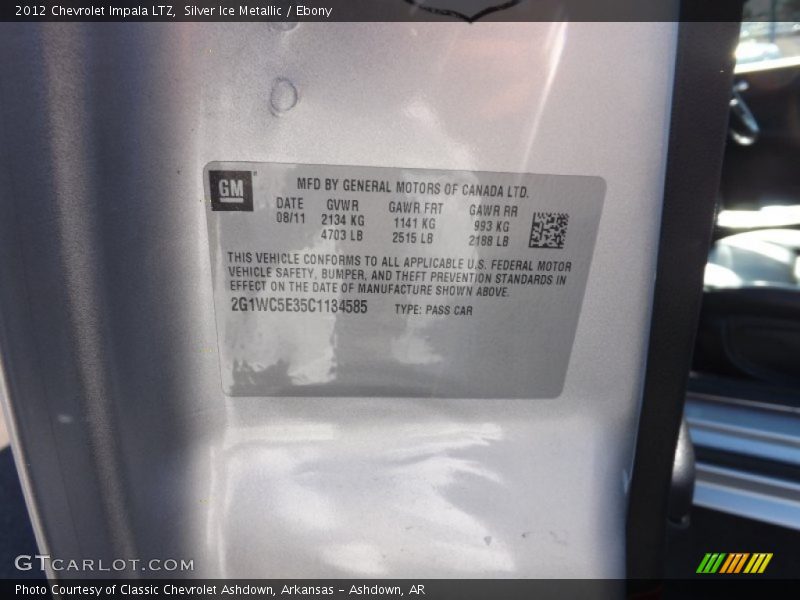 2012 Chevrolet Impala LTZ, Silver Ice Metallic / Ebony
GM
MFD BY GENERAL MOTORS OF CANADA LTD.
DATE GVWR GAWR FRT GAWR RR
08/11 2134 KG 1141 KG 993 KG
4703 LB 2515 LB 2188 LB
THIS VEHICLE CONFORMS TO ALL APPLICABLE U.S. FEDERAL MOTOR
VEHICLE SAFETY, BUMPER, AND THEFT PREVENTION STANDARDS IN
EFFECT ON THE DATE OF MANUFACTURE SHOWN ABOVE.
2G1WC5E35C1134585 TYPE: PASS CAR
GTCARLOT.COM
Photo Courtesy of Classic Chevrolet Ashdown, Arkansas - Ashdown, AR